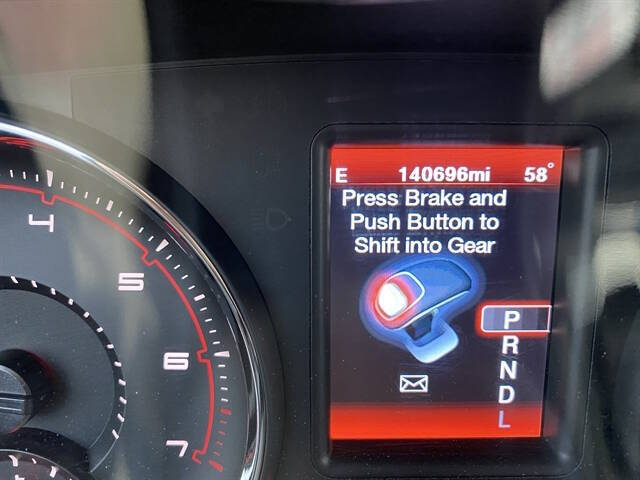 E 140696mi 58°
Press Brake and
Push Button to
Shift into Gear
P
R
N
D
L
4
5
6
7